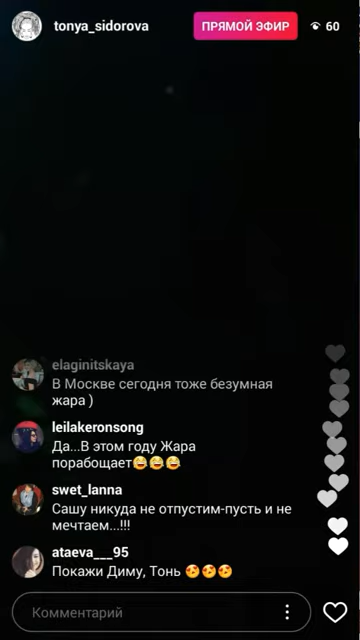 tonya_sidorova ПРЯМОЙ ЭФИР 60
elaginitskaya
В Москве сегодня тоже безумная
жара )
leilakeronsong
Да...В этом году Жара
порабощает😂😂😂
swet_lanna
Сашу никуда не отпустим-пусть и не
мечтаем...!!!
ataeva___95
Покажи Диму, Тонь 😍😍😍
Комментарий